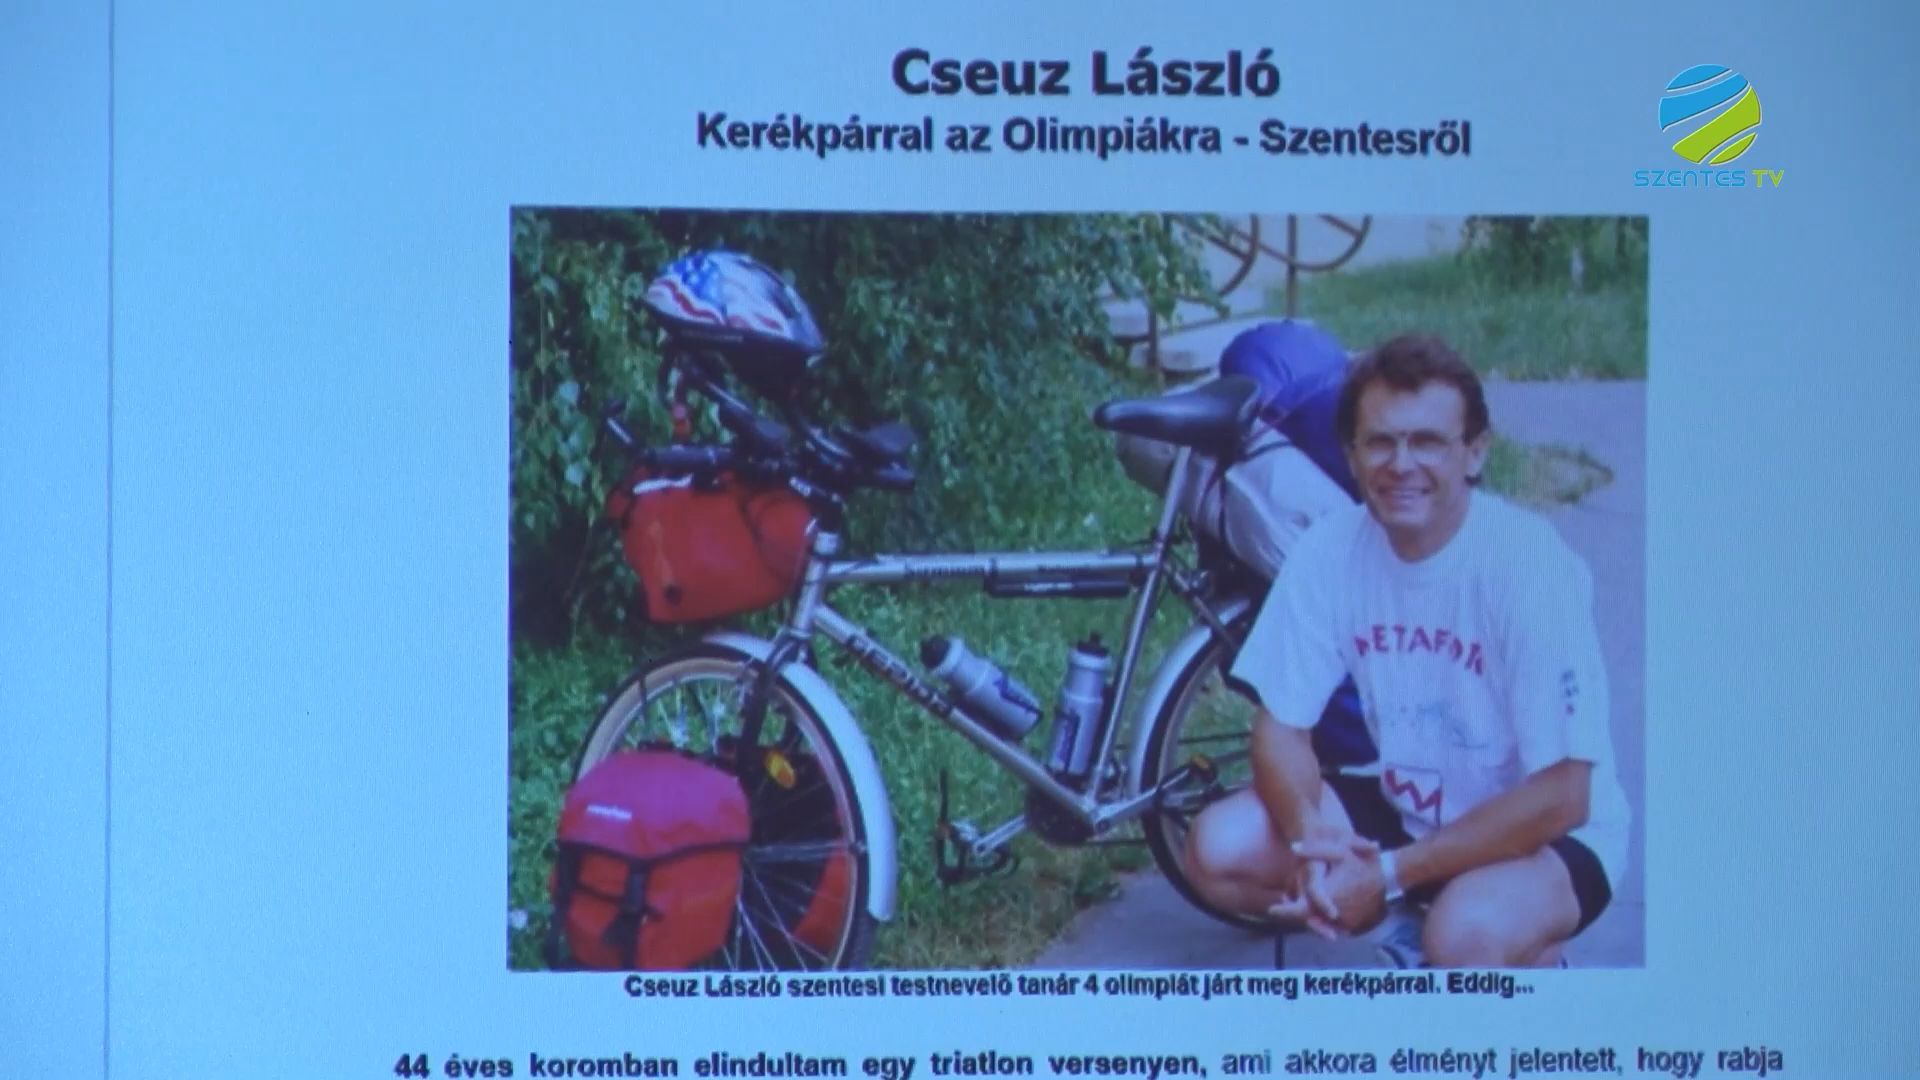 Cseuz László
Kerékpárral az Olimpiákra - Szentesről
SZENTES TV
METAFOR
Cseuz László szentesi testnevelő tanár 4 olimpiát járt meg kerékpárral. Eddig...
44 éves koromban elindultam egy triatlon versenyen, ami akkora élményt jelentett, hogy rabja